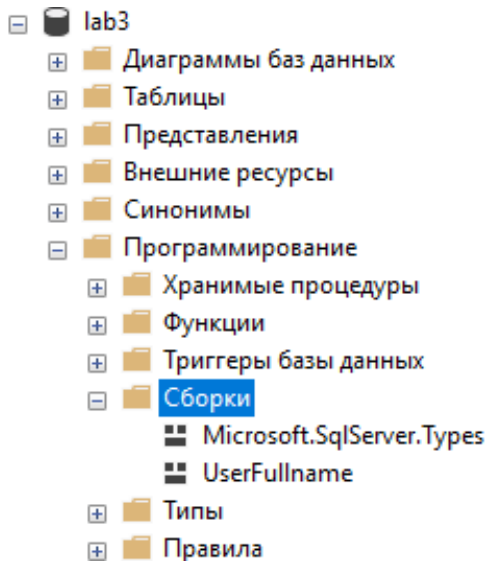 lab3
Диаграммы баз данных
Таблицы
Представления
Внешние ресурсы
Синонимы
Программирование
Хранимые процедуры
Функции
Триггеры базы данных
Сборки
Microsoft.SqlServer.Types
UserFullname
Типы
Правила